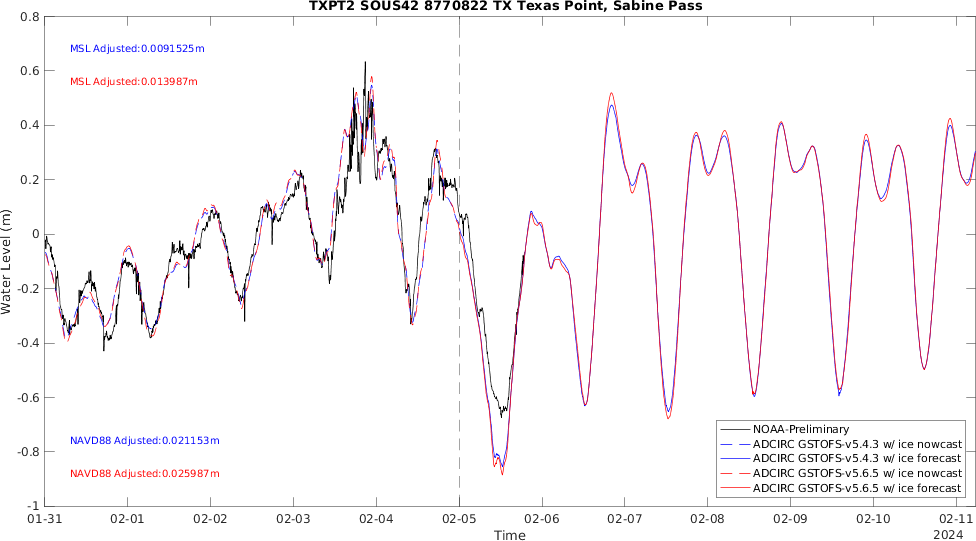 TXPT2 SOUS42 8770822 TX Texas Point, Sabine Pass
MSL Adjusted:0.0091525m
MSL Adjusted:0.013987m
NAVD88 Adjusted:0.021153m
NAVD88 Adjusted:0.025987m
Water Level (m)
0.8
0.6
0.4
0.2
0
-0.2
-0.4
-0.6
-0.8
-1
NOAA-Preliminary
ADCIRC GSTOFS-v5.4.3 w/ ice nowcast
ADCIRC GSTOFS-v5.4.3 w/ ice forecast
ADCIRC GSTOFS-v5.6.5 w/ ice nowcast
ADCIRC GSTOFS-v5.6.5 w/ ice forecast
01-31 02-01 02-02 02-03 02-04 02-05 02-06 02-07 02-08 02-09 02-10 02-11
Time
2024